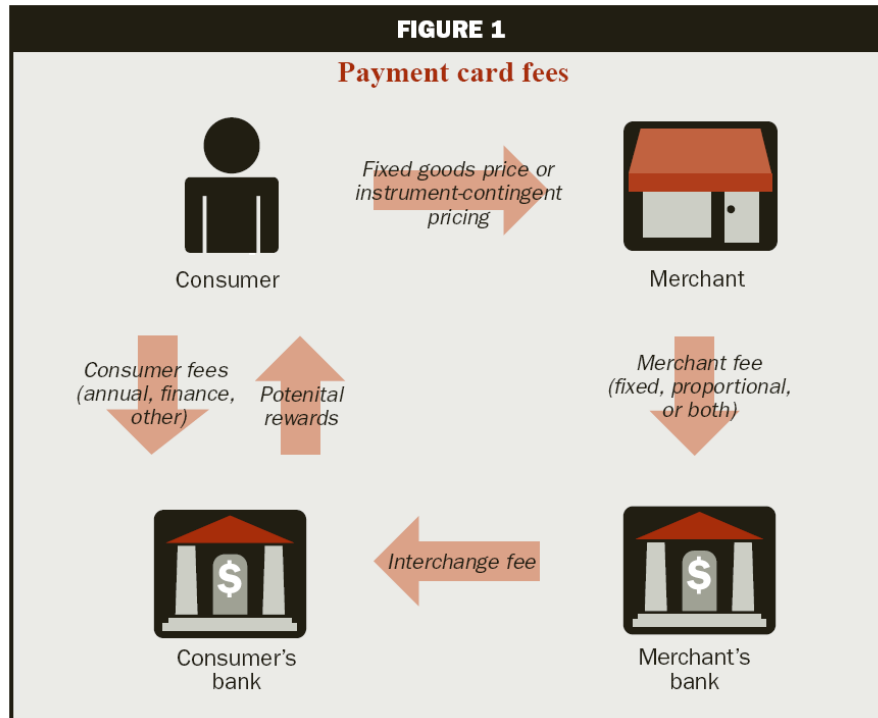 FIGURE 1
Payment card fees
Fixed goods price or
instrument-contingent
pricing
Consumer
Merchant
Consumer fees
(annual, finance,
other)
Potenital
rewards
Merchant fee
(fixed, proportional,
or both)
$
Interchange fee
$
Consumer's
bank
Merchant's
bank